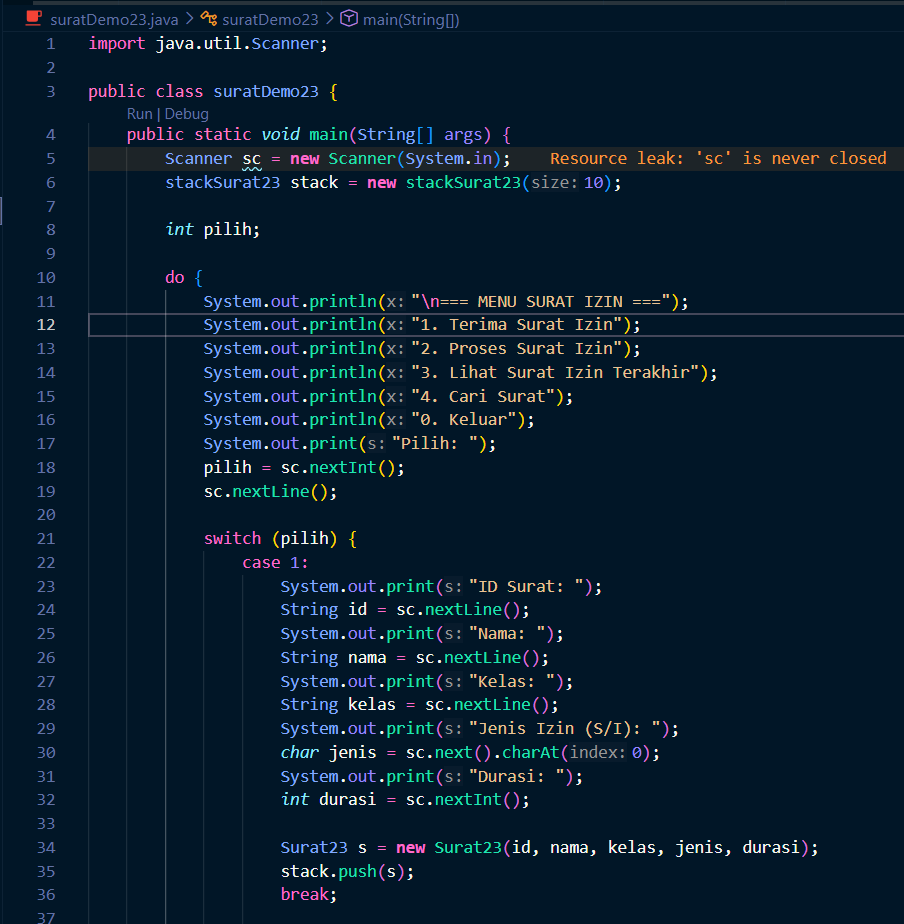 suratDemo23.java > suratDemo23 > main(String[])
1 import java.util.Scanner;
2
3 public class suratDemo23 {
Run | Debug
4 public static void main(String[] args) {
5 Scanner sc = new Scanner(System.in); Resource leak: 'sc' is never closed
6 stackSurat23 stack = new stackSurat23(size: 10);
7
8 int pilih;
9
10 do {
11 System.out.println(x: "\n=== MENU SURAT IZIN ===");
12 System.out.println(x: "1. Terima Surat Izin");
13 System.out.println(x: "2. Proses Surat Izin");
14 System.out.println(x: "3. Lihat Surat Izin Terakhir");
15 System.out.println(x: "4. Cari Surat");
16 System.out.println(x: "0. Keluar");
17 System.out.print(s: "Pilih: ");
18 pilih = sc.nextInt();
19 sc.nextLine();
20
21 switch (pilih) {
22 case 1:
23 System.out.print(s: "ID Surat: ");
24 String id = sc.nextLine();
25 System.out.print(s: "Nama: ");
26 String nama = sc.nextLine();
27 System.out.print(s: "Kelas: ");
28 String kelas = sc.nextLine();
29 System.out.print(s: "Jenis Izin (S/I): ");
30 char jenis = sc.next().charAt(index: 0);
31 System.out.print(s: "Durasi: ");
32 int durasi = sc.nextInt();
33
34 Surat23 s = new Surat23(id, nama, kelas, jenis, durasi);
35 stack.push(s);
36 break;
37